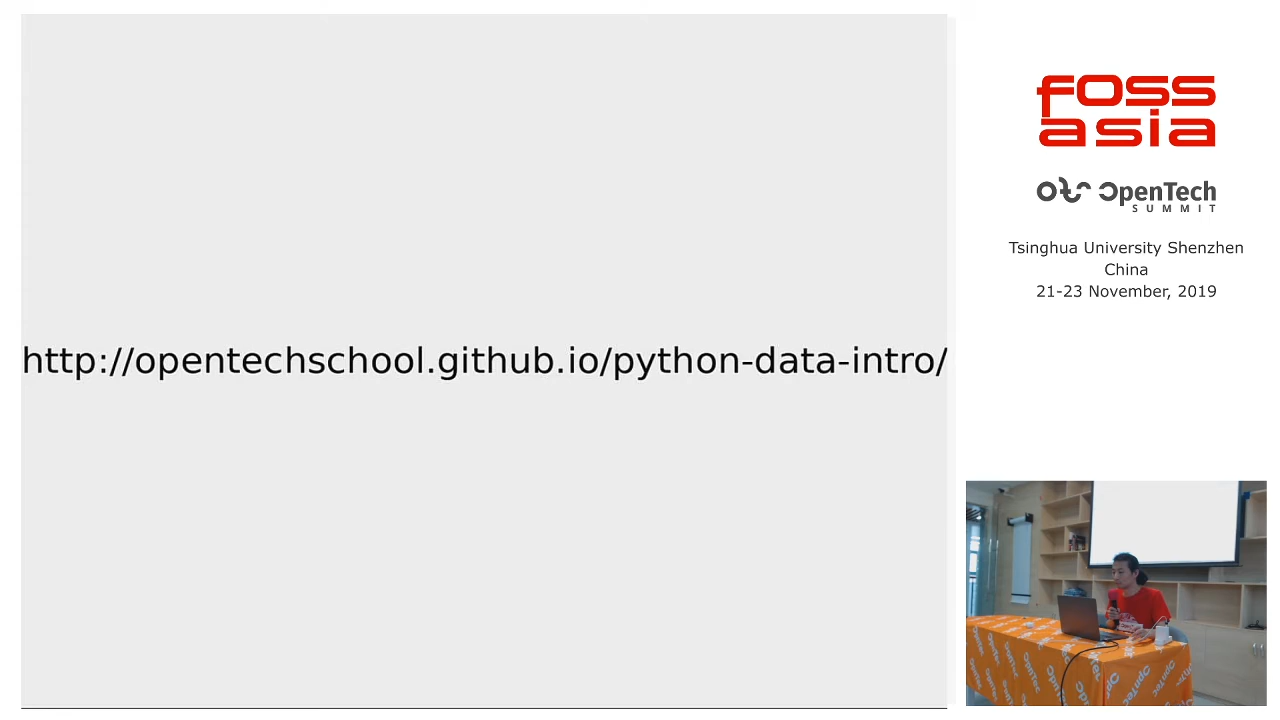 http://opentechschool.github.io/python-data-intro/
foss
asia
OpenTech
SUMMIT
Tsinghua University Shenzhen
China
21-23 November, 2019